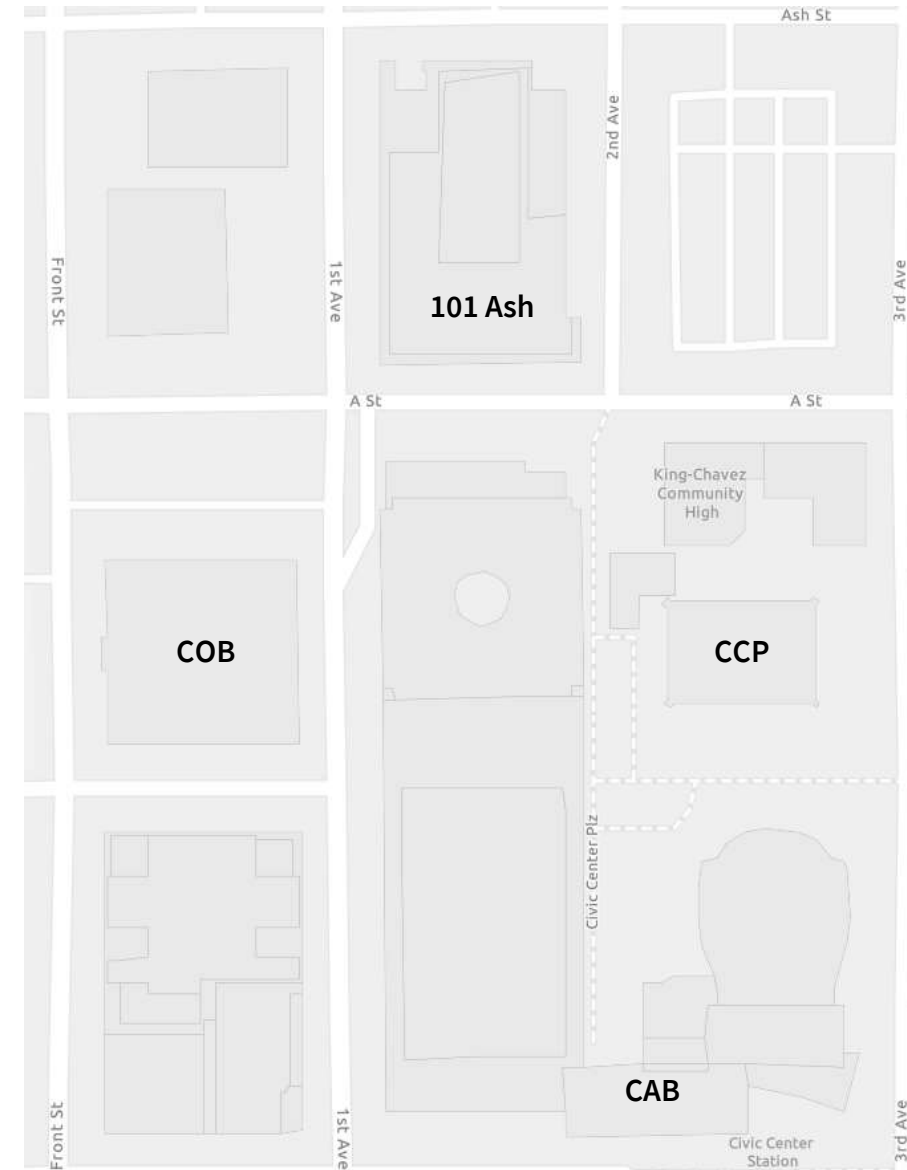 Ash St
2nd Ave
Front St
1st Ave
3rd Ave
101 Ash
A St
A St
King-Chavez
Community
High
COB
CCP
Civic Center Plz
CAB
Front St
1st Ave
3rd Ave
Civic Center
Station